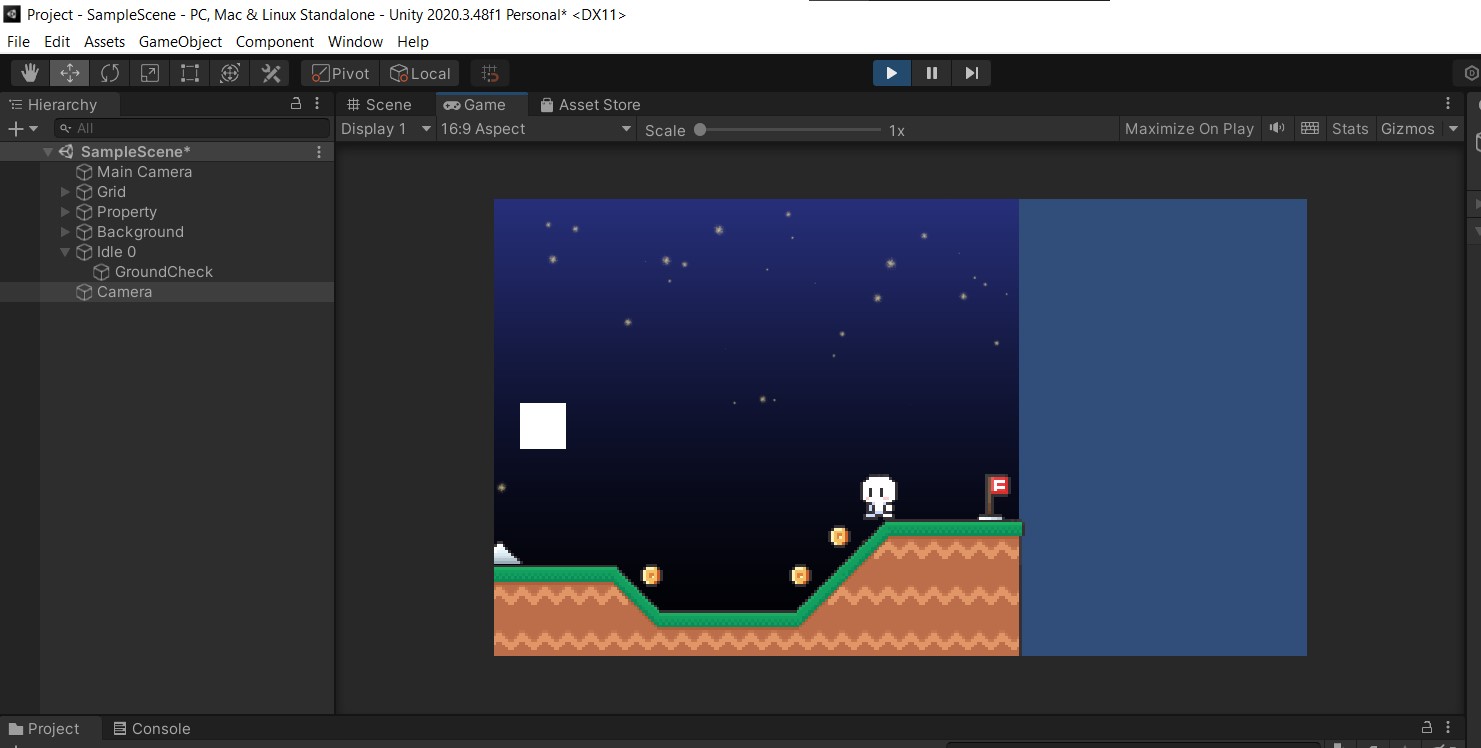 Project - SampleScene - PC, Mac & Linux Standalone - Unity 2020.3.48f1 Personal* <DX11>
File Edit Assets GameObject Component Window Help
Pivot Local
Hierarchy
All
SampleScene*
Main Camera
Grid
Property
Background
Idle 0
GroundCheck
Camera
Scene Game Asset Store
Display 1 16:9 Aspect Scale 1x Maximize On Play Stats Gizmos
F
Project Console